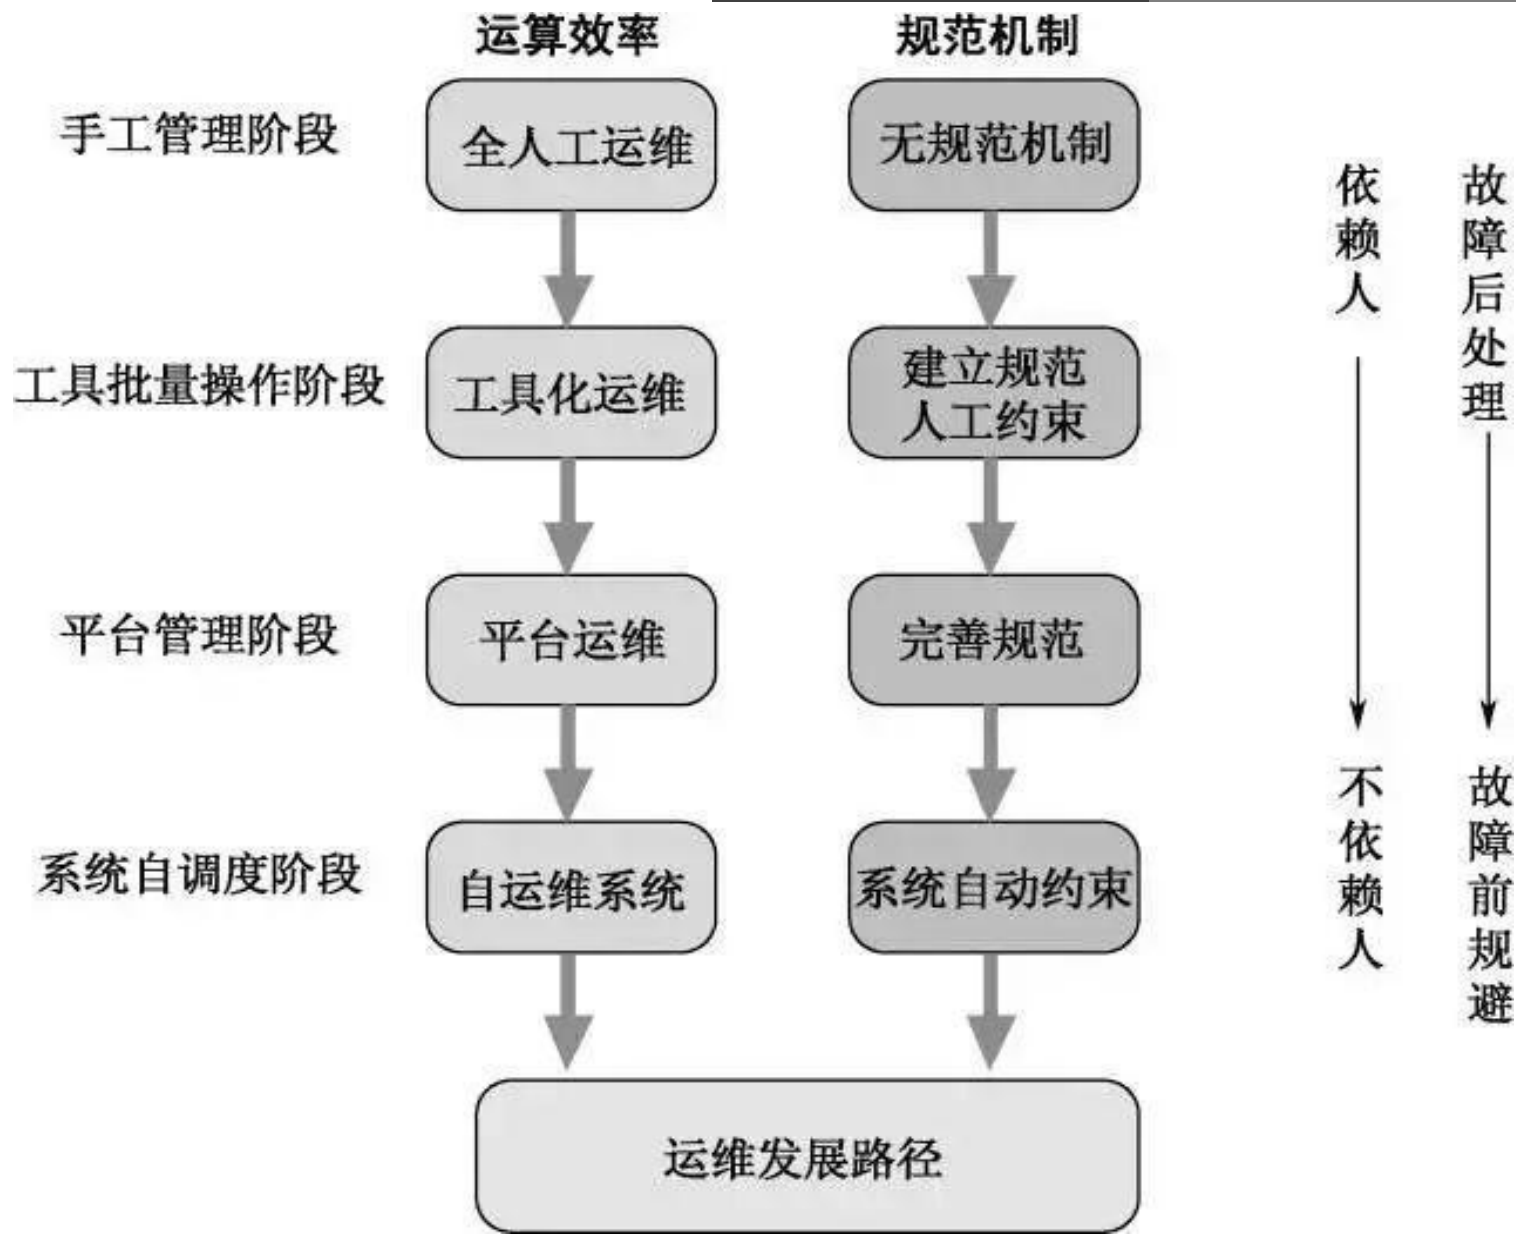 运算效率
规范机制
手工管理阶段
全人工运维
无规范机制
工具批量操作阶段
工具化运维
建立规范
人工约束
平台管理阶段
平台运维
完善规范
系统自调度阶段
自运维系统
系统自动约束
运维发展路径
依赖人
不依赖人
故障后处理
故障前规避